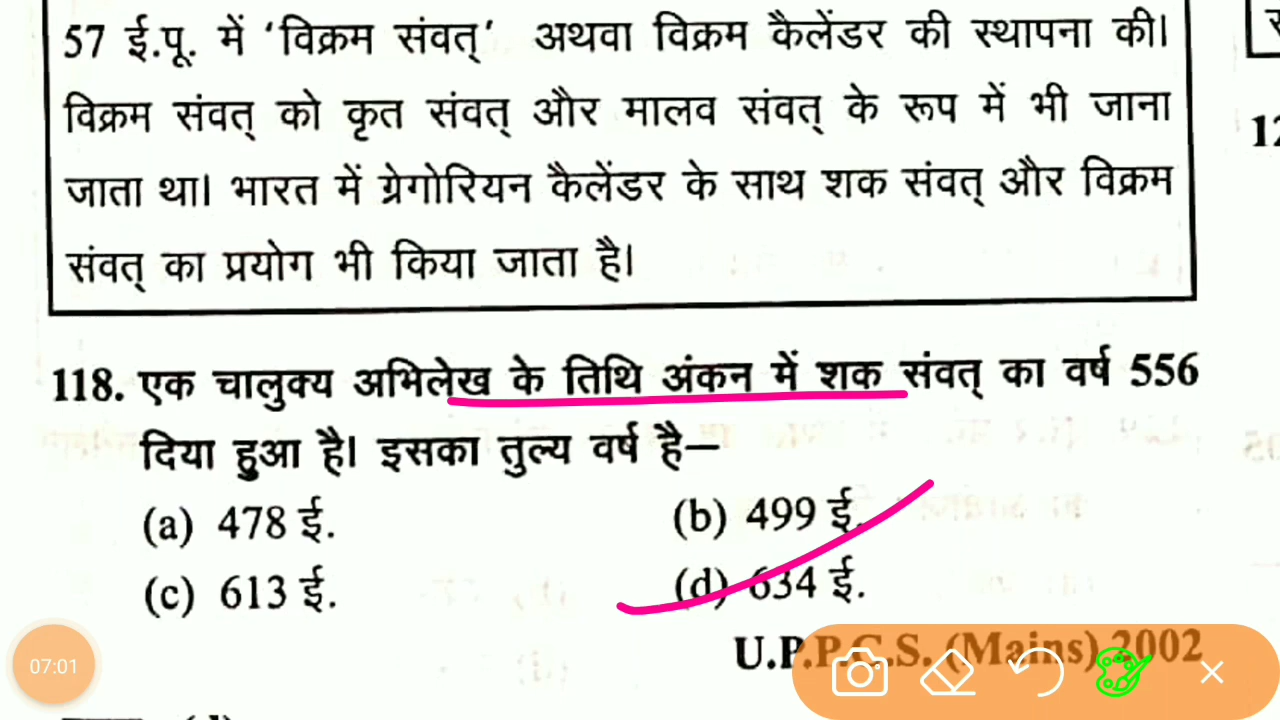 57 ई.पू. में ‘विक्रम संवत्’ अथवा विक्रम कैलेंडर की स्थापना की।
विक्रम संवत् को कृत संवत् और मालव संवत् के रूप में भी जाना
जाता था। भारत में ग्रेगोरियन कैलेंडर के साथ शक संवत् और विक्रम
संवत् का प्रयोग भी किया जाता है।
118. एक चालुक्य अभिलेख के तिथि अंकन में शक संवत् का वर्ष 556
दिया हुआ है। इसका तुल्य वर्ष है–
(a) 478 ई. (b) 499 ई.
(c) 613 ई. (d) 634 ई.
U.P.P.C.S. (Mains) 2002
07:01